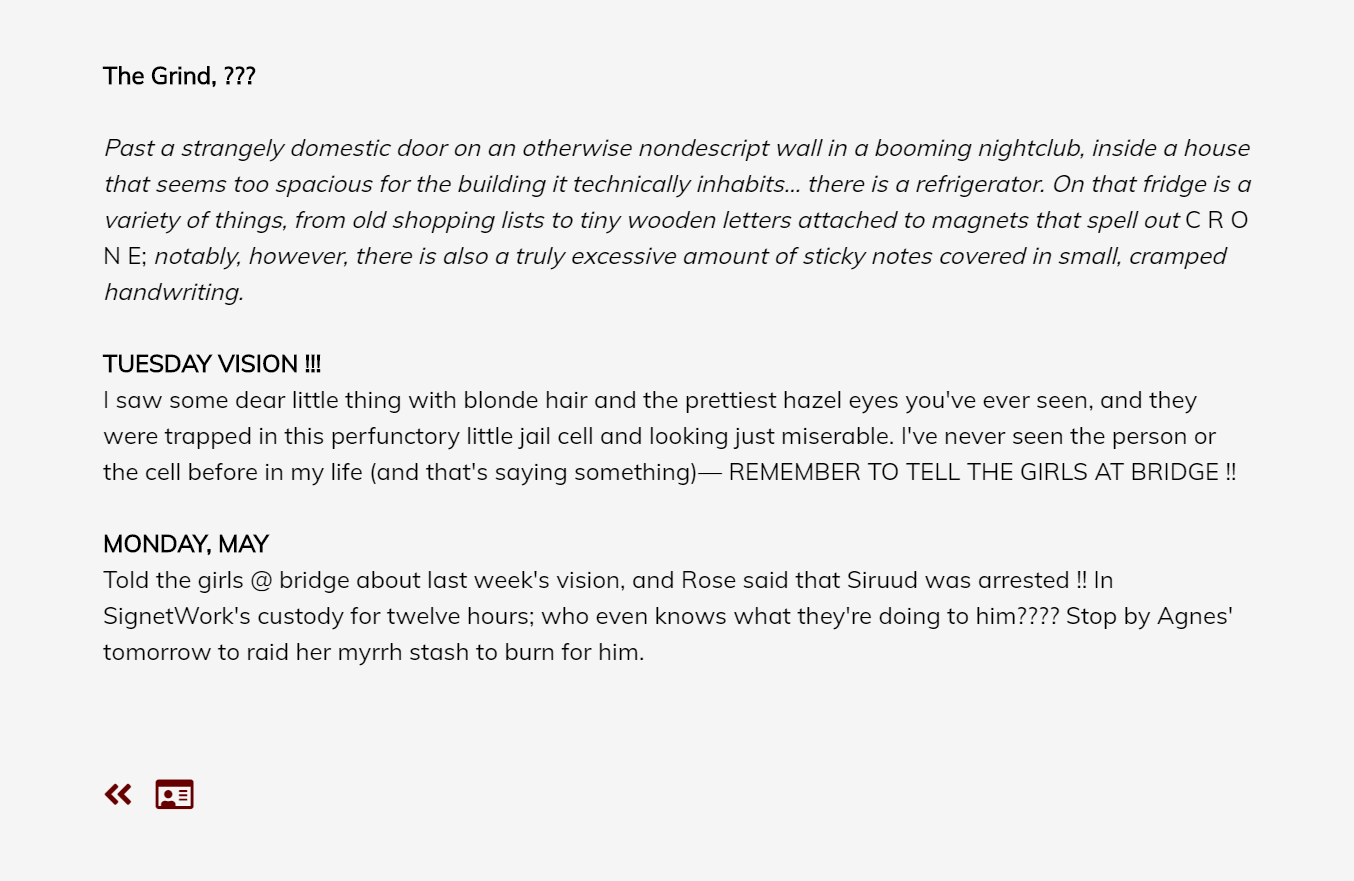 The Grind, ???
Past a strangely domestic door on an otherwise nondescript wall in a booming nightclub, inside a house
that seems too spacious for the building it technically inhabits... there is a refrigerator. On that fridge is a
variety of things, from old shopping lists to tiny wooden letters attached to magnets that spell out C R O
N E; notably, however, there is also a truly excessive amount of sticky notes covered in small, cramped
handwriting.
TUESDAY VISION !!!
I saw some dear little thing with blonde hair and the prettiest hazel eyes you've ever seen, and they
were trapped in this perfunctory little jail cell and looking just miserable. I've never seen the person or
the cell before in my life (and that's saying something)— REMEMBER TO TELL THE GIRLS AT BRIDGE !!
MONDAY, MAY
Told the girls @ bridge about last week's vision, and Rose said that Siruud was arrested !! In
SignetWork's custody for twelve hours; who even knows what they're doing to him???? Stop by Agnes'
tomorrow to raid her myrrh stash to burn for him.